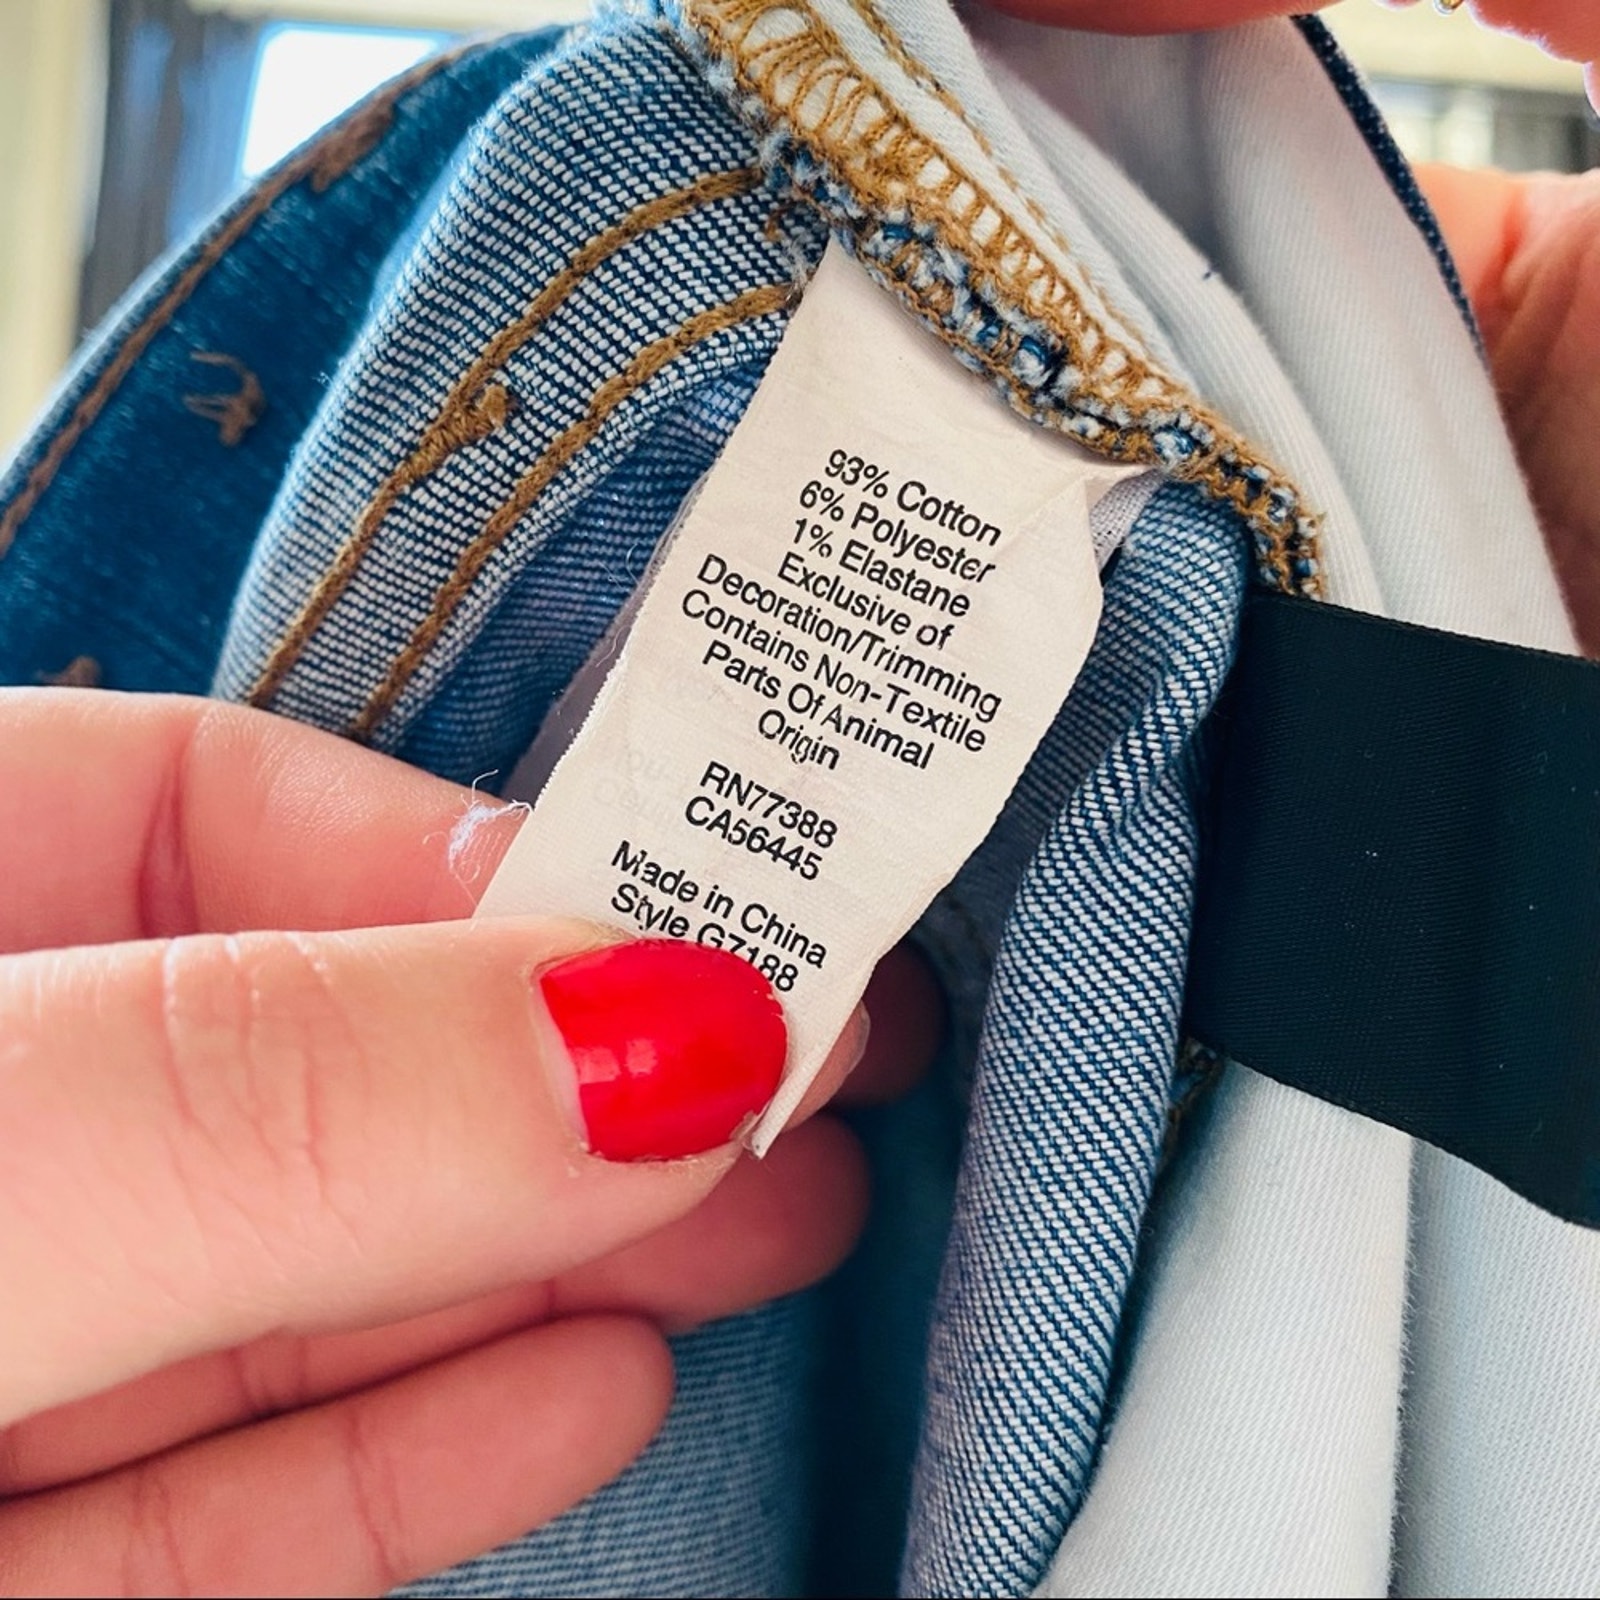 93% Cotton
6% Polyester
1% Elastane
Exclusive of
Decoration/Trimming
Contains Non-Textile
Parts Of Animal
Origin
RN77388
CA56445
Made in China
Style G7188